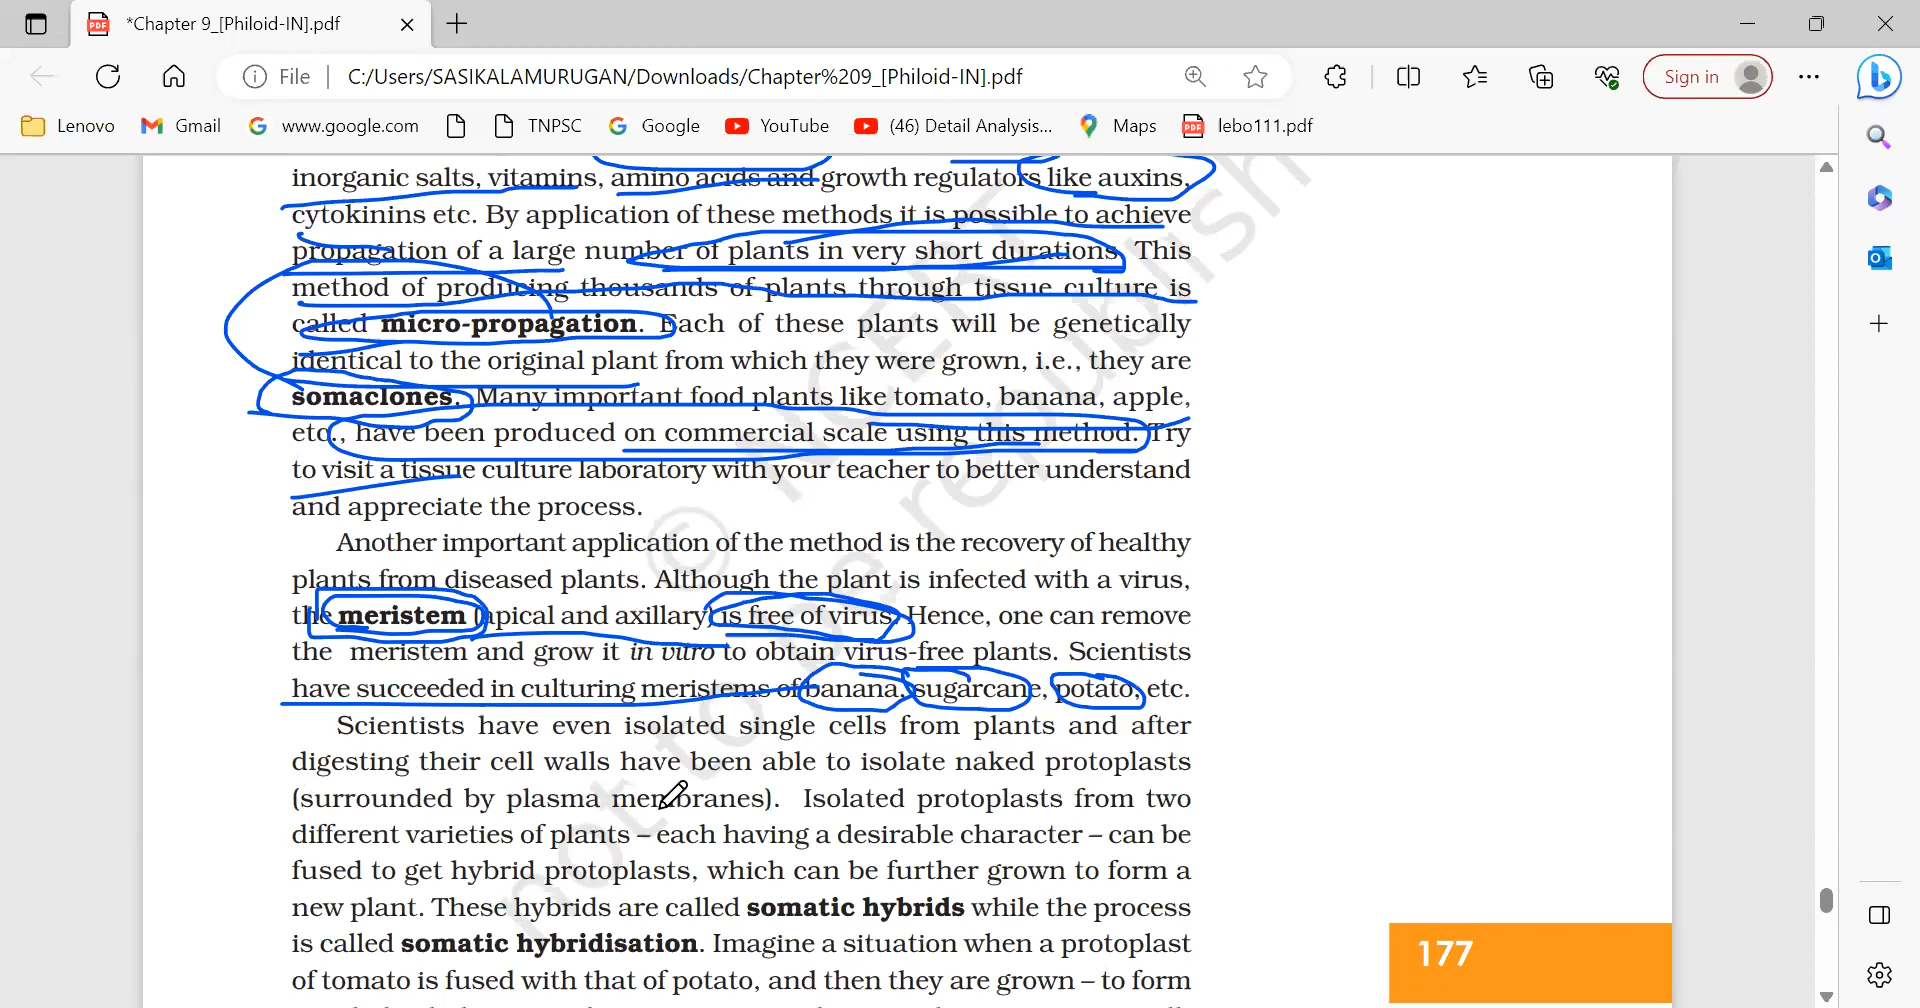 *Chapter 9_[Philoid-IN].pdf
File
C:/Users/SASIKALAMURUGAN/Downloads/Chapter%209_[Philoid-IN].pdf
Sign in
Lenovo
Gmail
www.google.com
TNPSC
Google
YouTube
(46) Detail Analysis...
Maps
lebo111.pdf
inorganic salts, vitamins, amino acids and growth regulators like auxins,
cytokinins etc. By application of these methods it is possible to achieve
propagation of a large number of plants in very short durations. This
method of producing thousands of plants through tissue culture is
called micro-propagation. Each of these plants will be genetically
identical to the original plant from which they were grown, i.e., they are
somaclones. Many important food plants like tomato, banana, apple,
etc., have been produced on commercial scale using this method. Try
to visit a tissue culture laboratory with your teacher to better understand
and appreciate the process.
Another important application of the method is the recovery of healthy
plants from diseased plants. Although the plant is infected with a virus,
the meristem (apical and axillary) is free of virus. Hence, one can remove
the meristem and grow it in vitro to obtain virus-free plants. Scientists
have succeeded in culturing meristems of banana, sugarcane, potato, etc.
Scientists have even isolated single cells from plants and after
digesting their cell walls have been able to isolate naked protoplasts
(surrounded by plasma membranes). Isolated protoplasts from two
different varieties of plants – each having a desirable character – can be
fused to get hybrid protoplasts, which can be further grown to form a
new plant. These hybrids are called somatic hybrids while the process
is called somatic hybridisation. Imagine a situation when a protoplast
of tomato is fused with that of potato, and then they are grown – to form
177
© NCERT
not to be republish